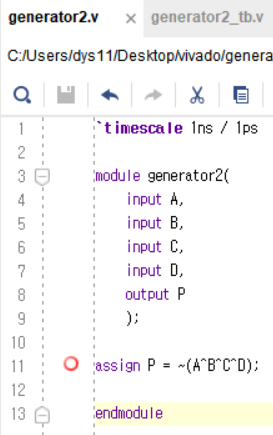 generator2.v × generator2_tb.v
C:/Users/dys11/Desktop/vivado/genera
1 `timescale 1ns / 1ps
2
3 module generator2(
4 input A,
5 input B,
6 input C,
7 input D,
8 output P
9 );
10
11 assign P = ~(A^B^C^D);
12
13 endmodule